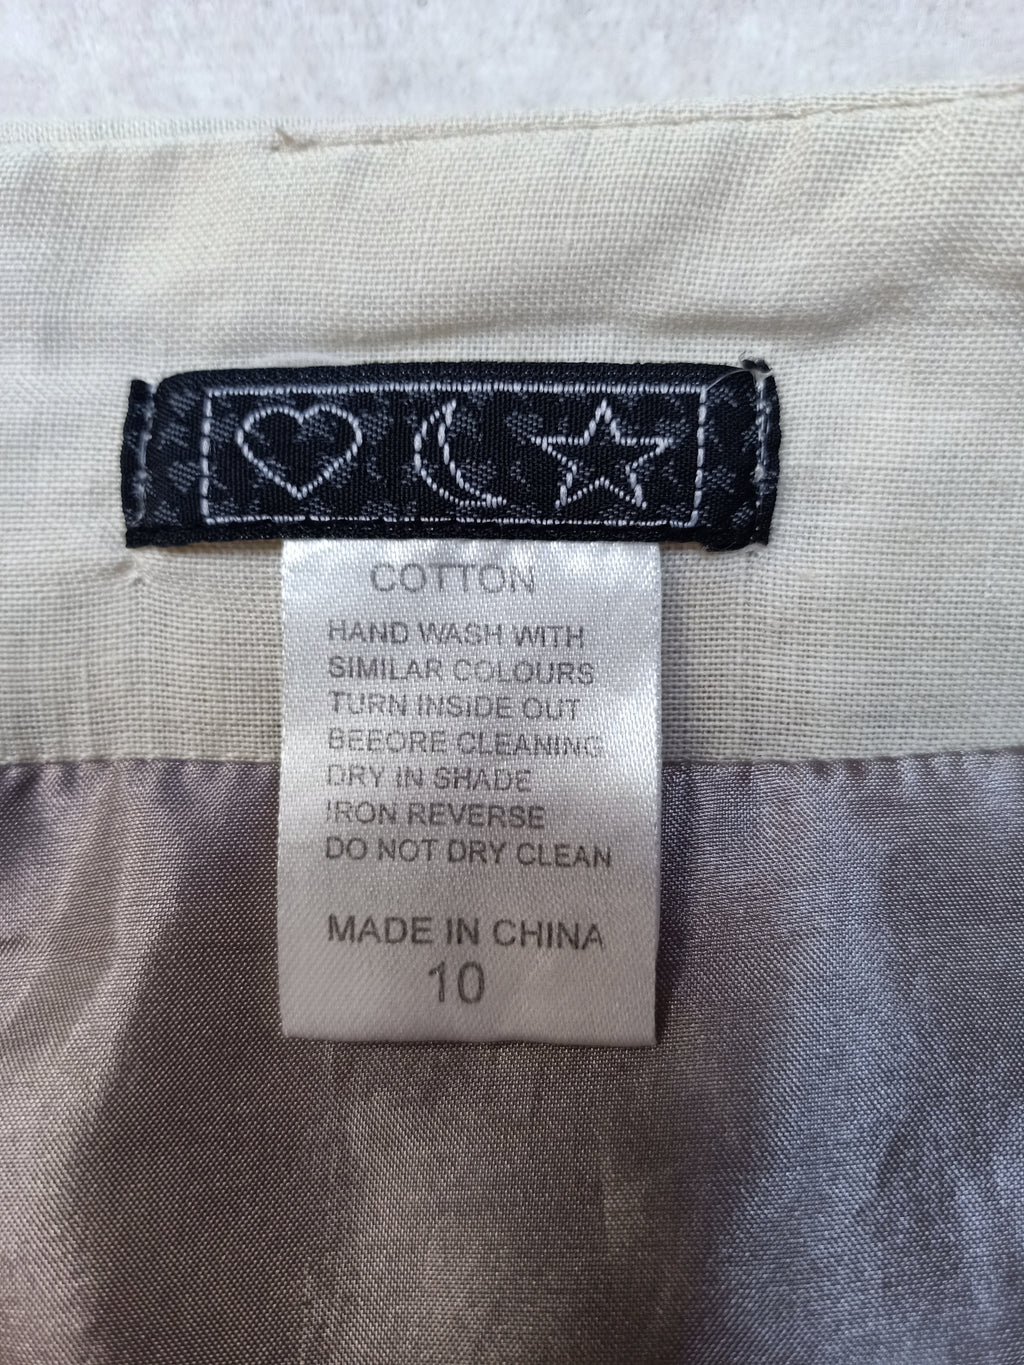 COTTON
HAND WASH WITH
SIMILAR COLOURS
TURN INSIDE OUT
BEEORE CLEANING
DRY IN SHADE
IRON REVERSE
DO NOT DRY CLEAN
MADE IN CHINA
10